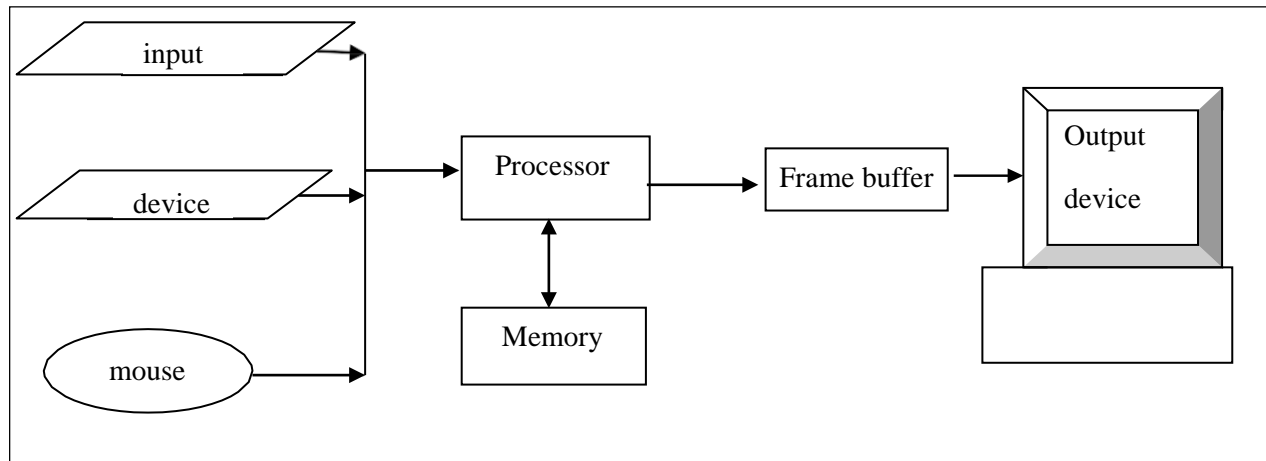 input
device
mouse
Processor
Memory
Frame buffer
Output
device